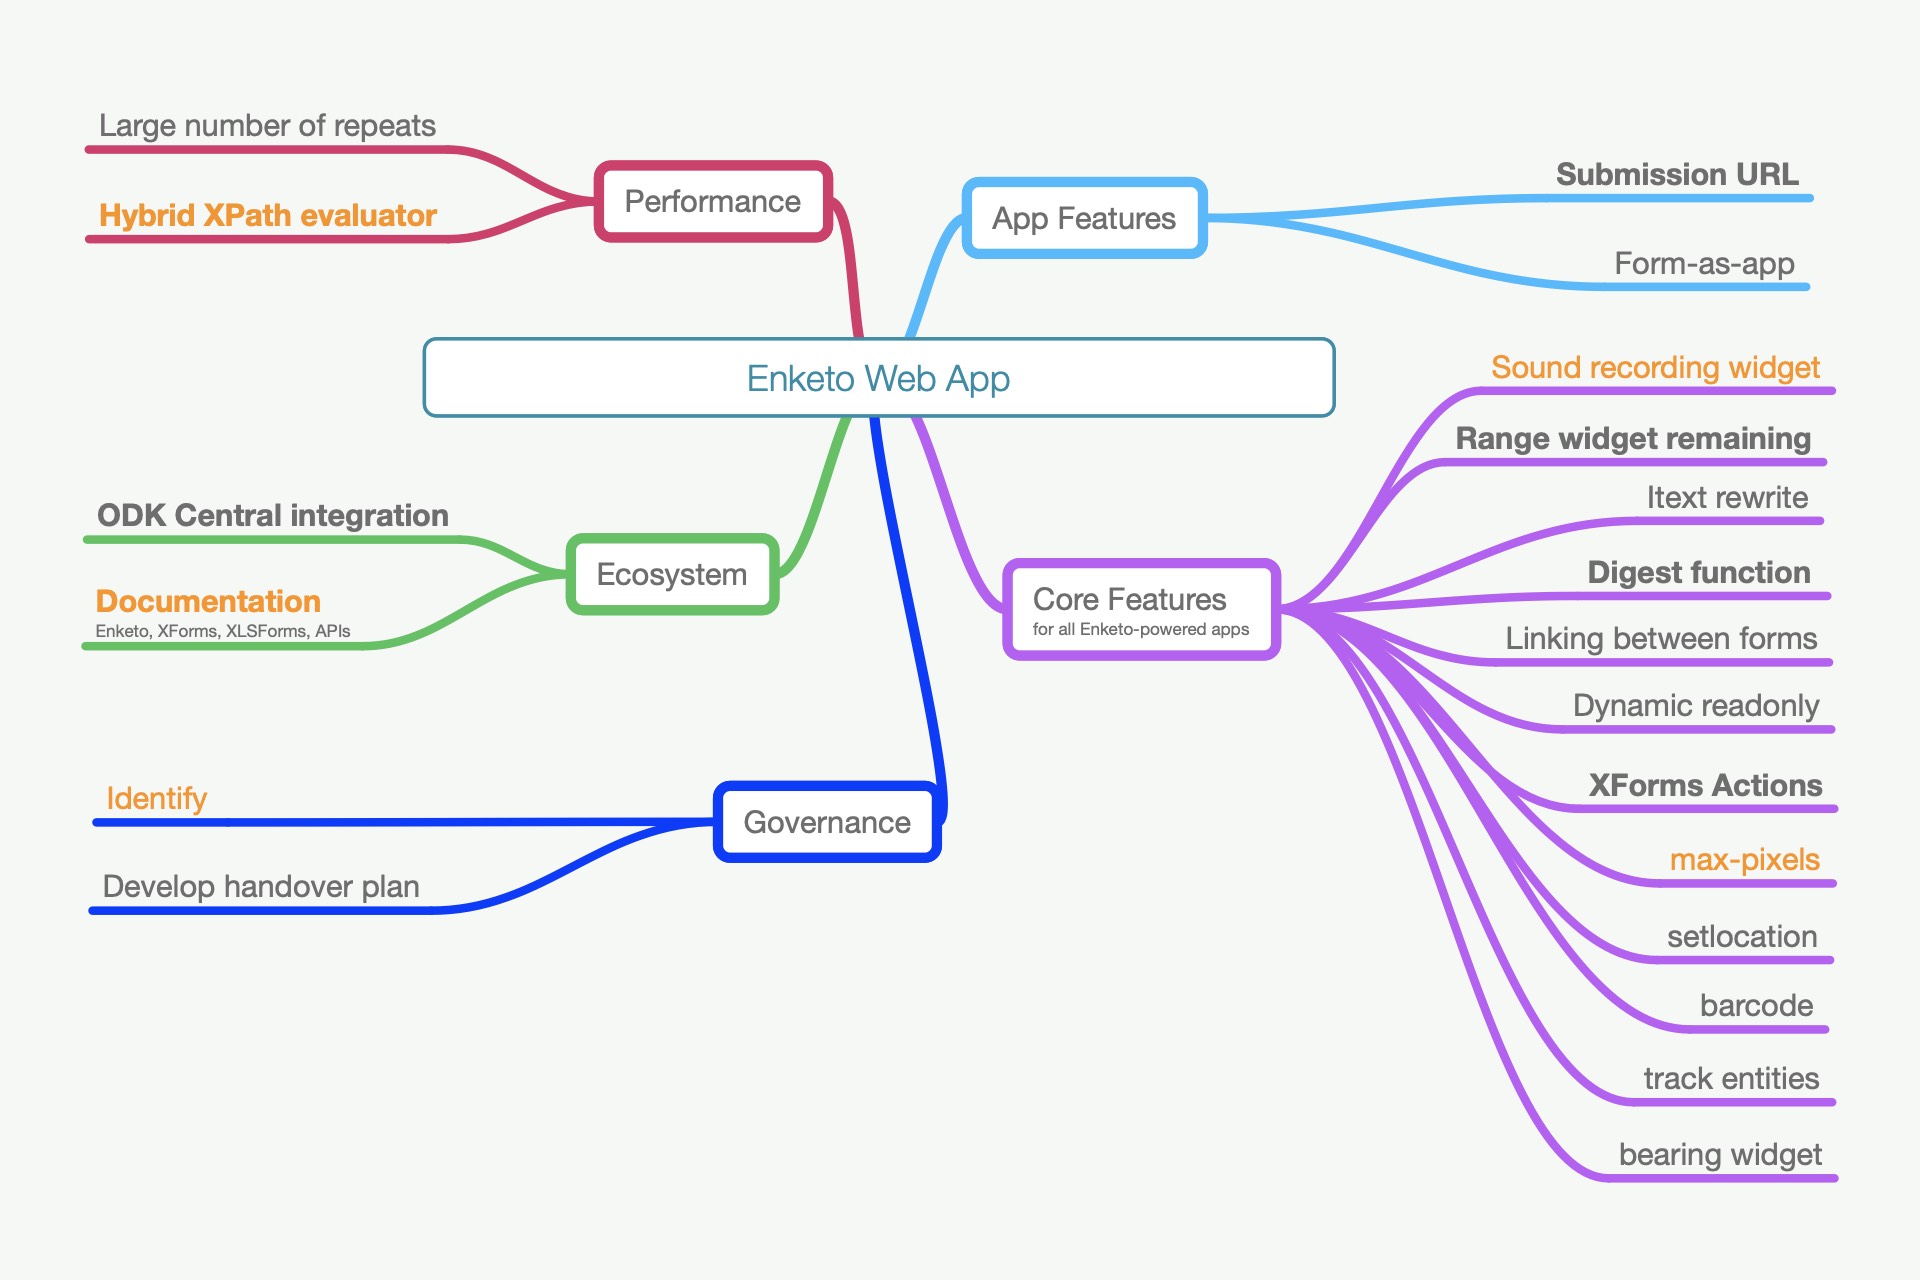 Large number of repeats
Hybrid XPath evaluator
Performance
App Features
Submission URL
Form-as-app
Enketo Web App
ODK Central integration
Documentation
Enketo, XForms, XLSForms, APIs
Ecosystem
Core Features
for all Enketo-powered apps
Sound recording widget
Range widget remaining
Itext rewrite
Digest function
Linking between forms
Dynamic readonly
XForms Actions
max-pixels
setlocation
barcode
track entities
bearing widget
Identify
Develop handover plan
Governance